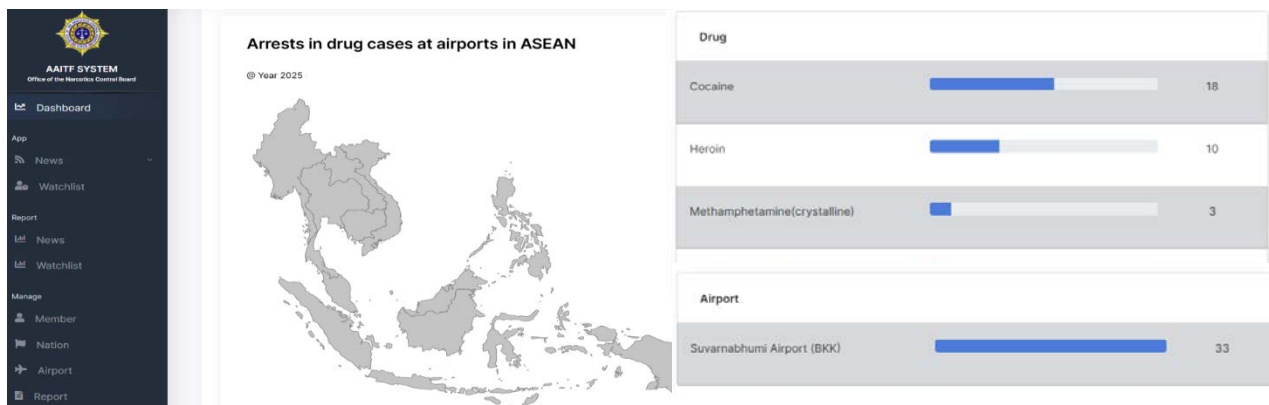 AAITF SYSTEM
Office of the Narcotics Control Board
Dashboard
App
News
Watchlist
Report
News
Watchlist
Manage
Member
Nation
Airport
Report
Arrests in drug cases at airports in ASEAN
@ Year 2025
Drug
Cocaine 18
Heroin 10
Methamphetamine(crystalline) 3
Airport
Suvarnabhumi Airport (BKK) 33